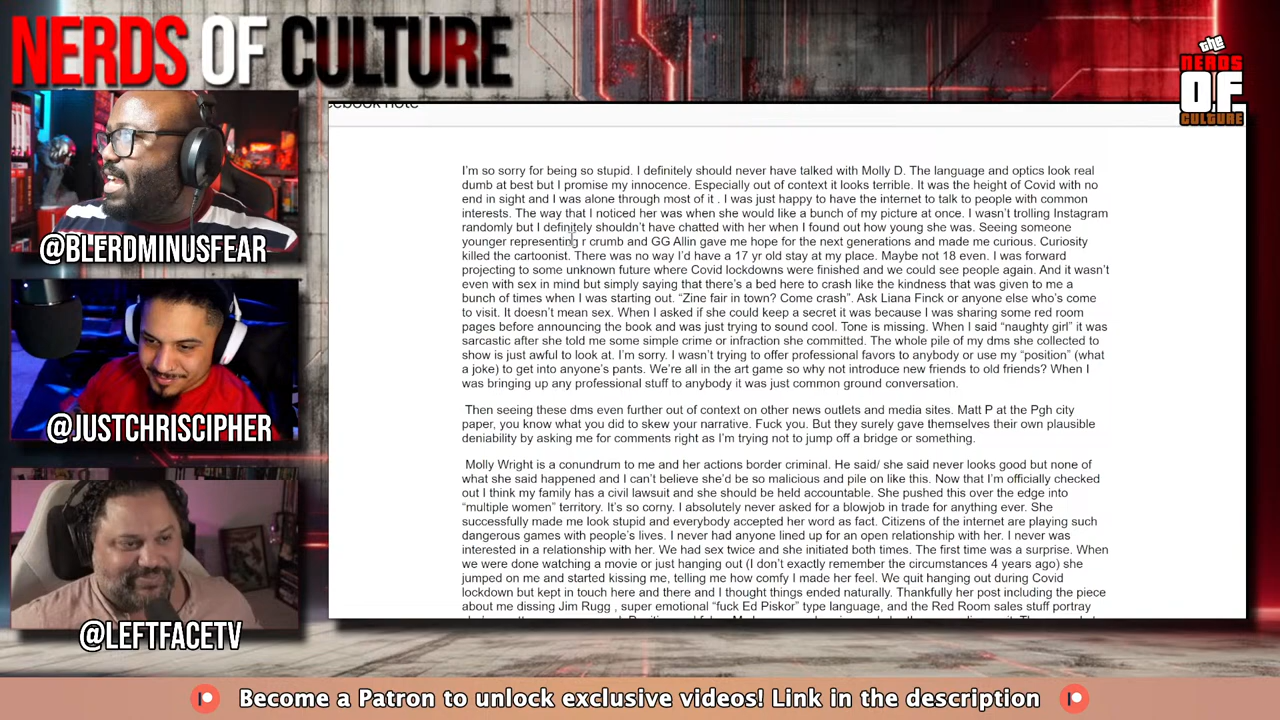 NERDS OF CULTURE
the
NERDS
O.F.
CULTURE
@BLERDMINUSFEAR
@JUSTCHRISCIPHER
@LEFTFACETV
I'm so sorry for being so stupid. I definitely should never have talked with Molly D. The language and optics look real
dumb at best but I promise my innocence. Especially out of context it looks terrible. It was the height of Covid with no
end in sight and I was alone through most of it . I was just happy to have the internet to talk to people with common
interests. The way that I noticed her was when she would like a bunch of my picture at once. I wasn't trolling Instagram
randomly but I definitely shouldn't have chatted with her when I found out how young she was. Seeing someone
younger representing r crumb and GG Allin gave me hope for the next generations and made me curious. Curiosity
killed the cartoonist. There was no way I'd have a 17 yr old stay at my place. Maybe not 18 even. I was forward
projecting to some unknown future where Covid lockdowns were finished and we could see people again. And it wasn't
even with sex in mind but simply saying that there's a bed here to crash like the kindness that was given to me a
bunch of times when I was starting out. “Zine fair in town? Come crash”. Ask Liana Finck or anyone else who's come
to visit. It doesn't mean sex. When I asked if she could keep a secret it was because I was sharing some red room
pages before announcing the book and was just trying to sound cool. Tone is missing. When I said “naughty girl” it was
sarcastic after she told me some simple crime or infraction she committed. The whole pile of my dms she collected to
show is just awful to look at. I'm sorry. I wasn't trying to offer professional favors to anybody or use my “position” (what
a joke) to get into anyone's pants. We're all in the art game so why not introduce new friends to old friends? When I
was bringing up any professional stuff to anybody it was just common ground conversation.
Then seeing these dms even further out of context on other news outlets and media sites. Matt P at the Pgh city
paper, you know what you did to skew your narrative. Fuck you. But they surely gave themselves their own plausible
deniability by asking me for comments right as I'm trying not to jump off a bridge or something.
Molly Wright is a conundrum to me and her actions border criminal. He said/ she said never looks good but none of
what she said happened and I can't believe she'd be so malicious and pile on like this. Now that I'm officially checked
out I think my family has a civil lawsuit and she should be held accountable. She pushed this over the edge into
“multiple women” territory. It's so corny. I absolutely never asked for a blowjob in trade for anything ever. She
successfully made me look stupid and everybody accepted her word as fact. Citizens of the internet are playing such
dangerous games with people's lives. I never had anyone lined up for an open relationship with her. I never was
interested in a relationship with her. We had sex twice and she initiated both times. The first time was a surprise. When
we were done watching a movie or just hanging out (I don't exactly remember the circumstances 4 years ago) she
jumped on me and started kissing me, telling me how comfy I made her feel. We quit hanging out during Covid
lockdown but kept in touch here and there and I thought things ended naturally. Thankfully her post including the piece
about me dissing Jim Rugg , super emotional “fuck Ed Piskor” type language, and the Red Room sales stuff portray
Become a Patron to unlock exclusive videos! Link in the description